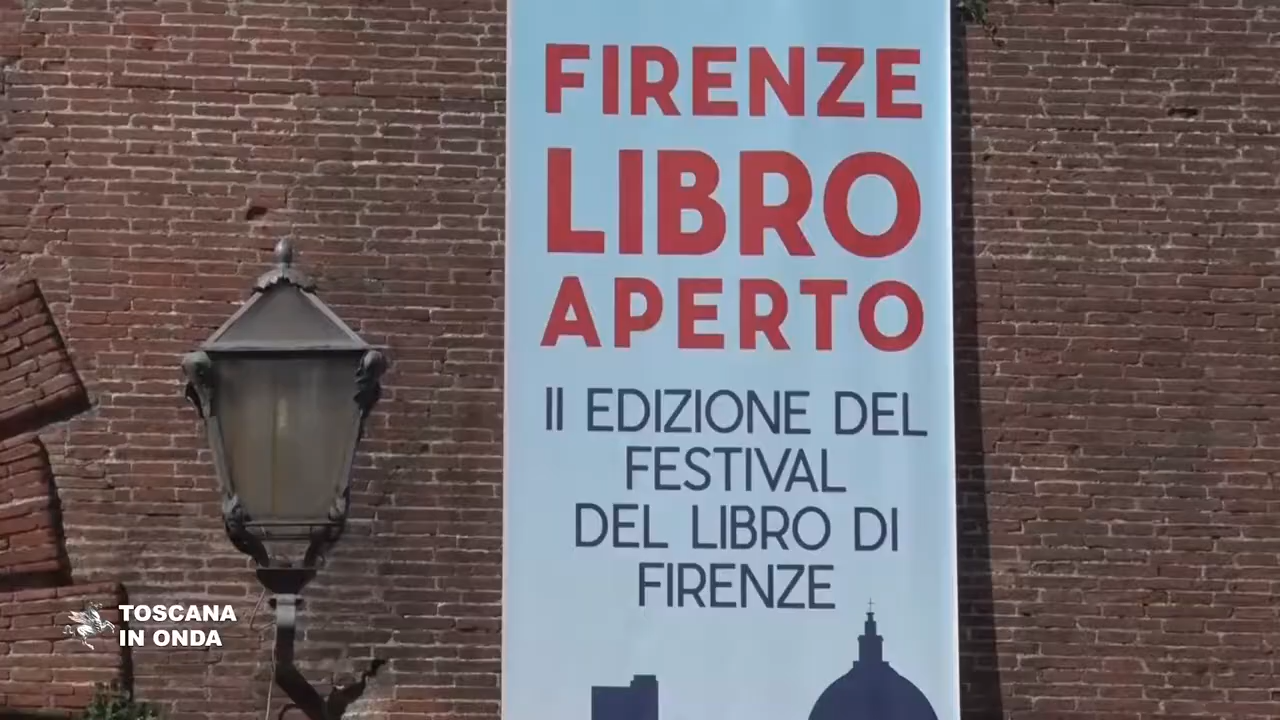 FIRENZE
LIBRO
APERTO
II EDIZIONE DEL
FESTIVAL
DEL LIBRO DI
FIRENZE
TOSCANA
IN ONDA